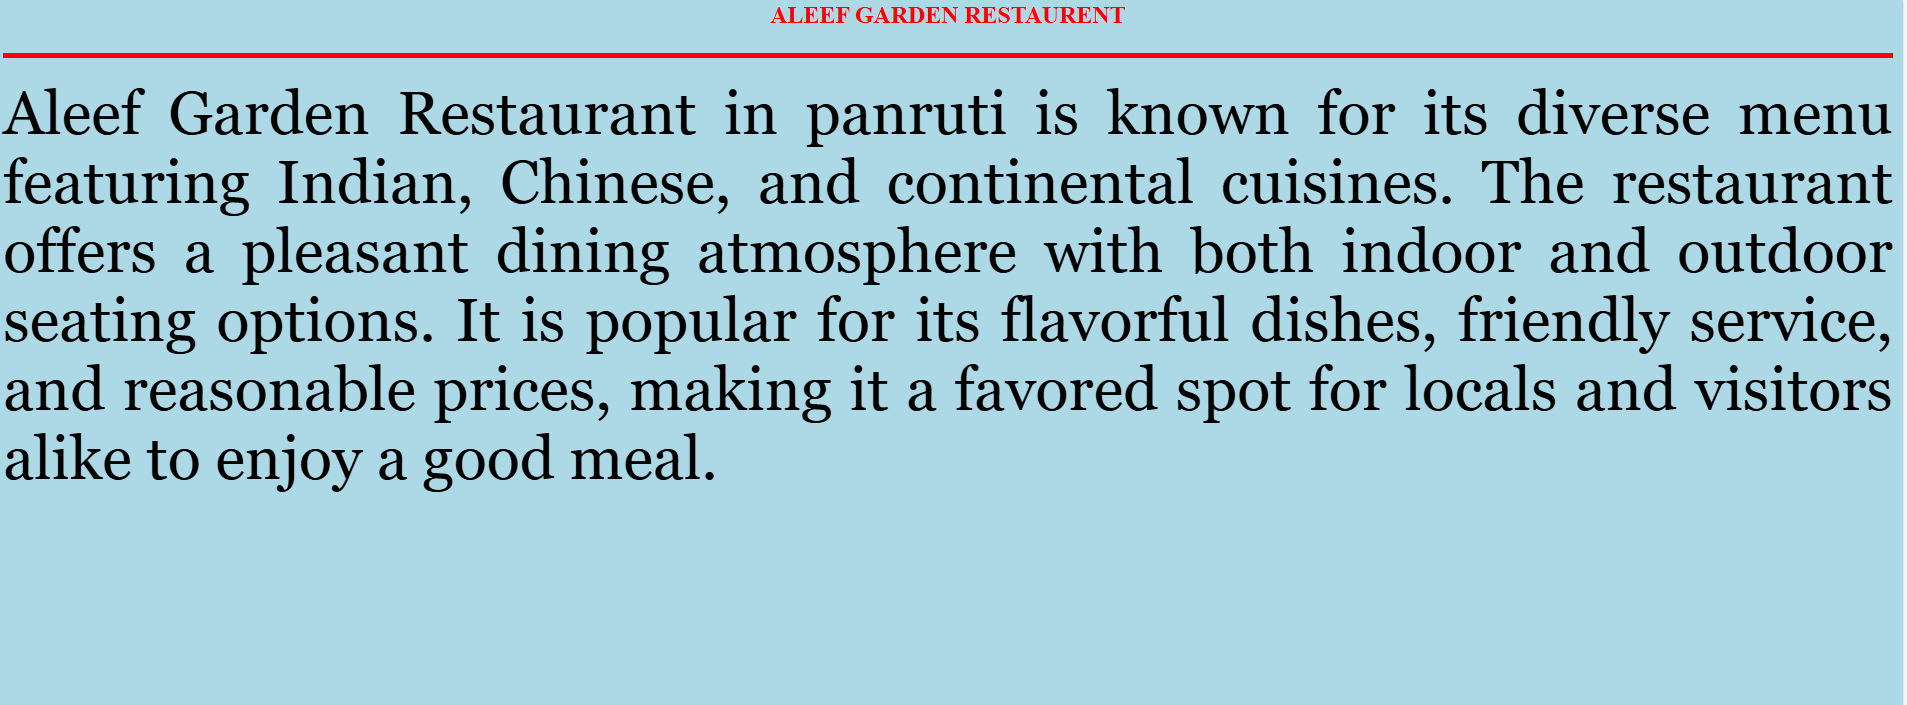 ALEEF GARDEN RESTAURENT
Aleef Garden Restaurant in panruti is known for its diverse menu
featuring Indian, Chinese, and continental cuisines. The restaurant
offers a pleasant dining atmosphere with both indoor and outdoor
seating options. It is popular for its flavorful dishes, friendly service,
and reasonable prices, making it a favored spot for locals and visitors
alike to enjoy a good meal.